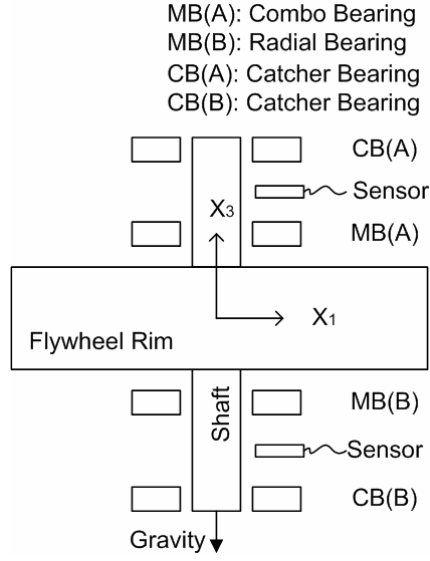 MB(A): Combo Bearing
MB(B): Radial Bearing
CB(A): Catcher Bearing
CB(B): Catcher Bearing
CB(A)
Sensor
X3
MB(A)
X1
Flywheel Rim
Shaft
MB(B)
Sensor
CB(B)
Gravity